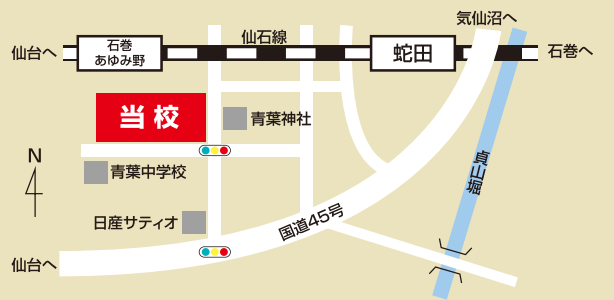 気仙沼へ
仙石線
仙台へ
石巻
あゆみ野
蛇田
石巻へ
当校
青葉神社
N
青葉中学校
貞山堀
日産サティオ
国道45号
仙台へ